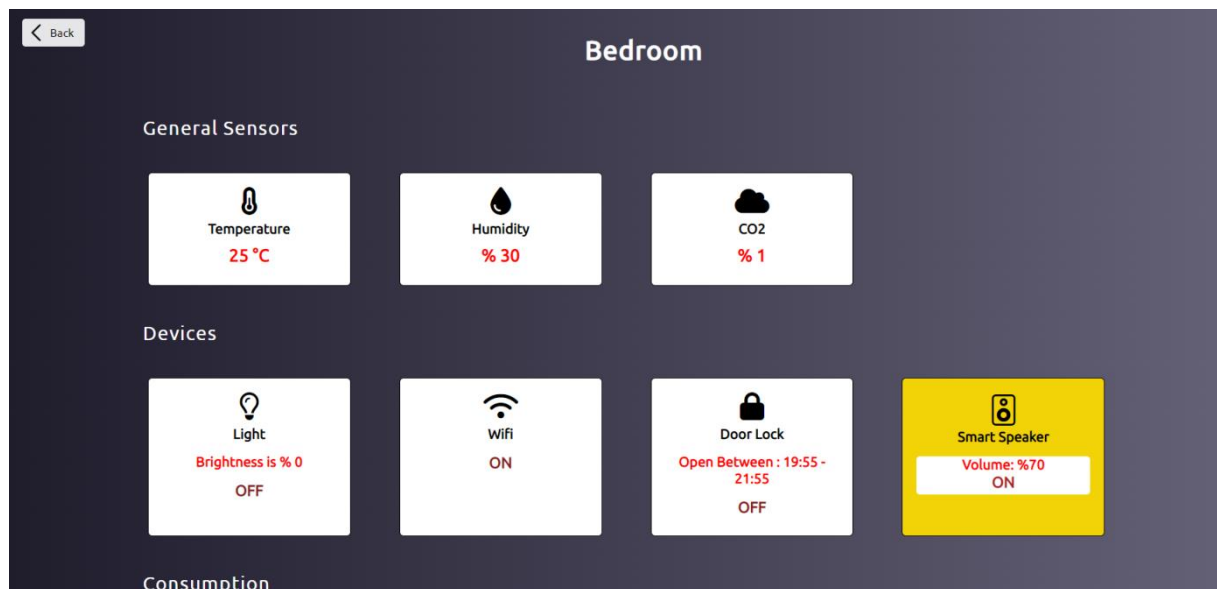 Back
Bedroom
General Sensors
Temperature
25 °C
Humidity
% 30
CO2
% 1
Devices
Light
Brightness is % 0
OFF
Wifi
ON
Door Lock
Open Between : 19:55 -
21:55
OFF
Smart Speaker
Volume: %70
ON
Consumption